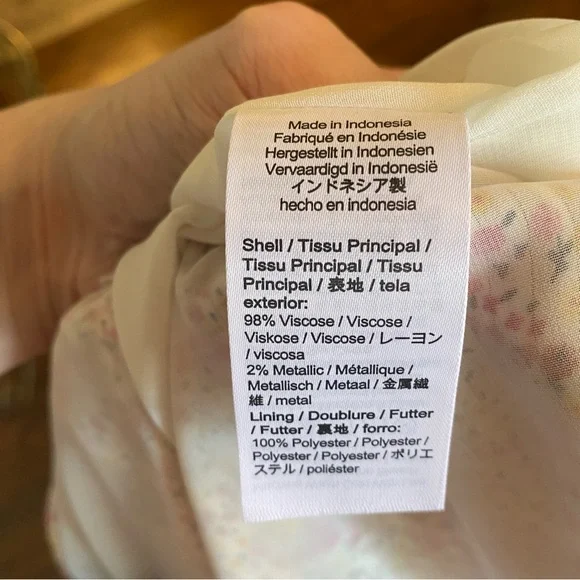 Made in Indonesia
Fabriqué en Indonésie
Hergestellt in Indonesien
Vervaardigd in Indonesië
インドネシア製
hecho en indonesia
Shell / Tissu Principal /
Tissu Principal / Tissu
Principal / 表地 / tela
exterior:
98% Viscose / Viscose /
Viskose / Viscose / レーヨン
/ viscosa
2% Metallic / Métallique /
Metallisch / Metaal / 金属繊
維 / metal
Lining / Doublure / Futter
/ Futter / 裏地 / forro:
100% Polyester / Polyester /
Polyester / Polyester / ポリエ
ステル / poliéster